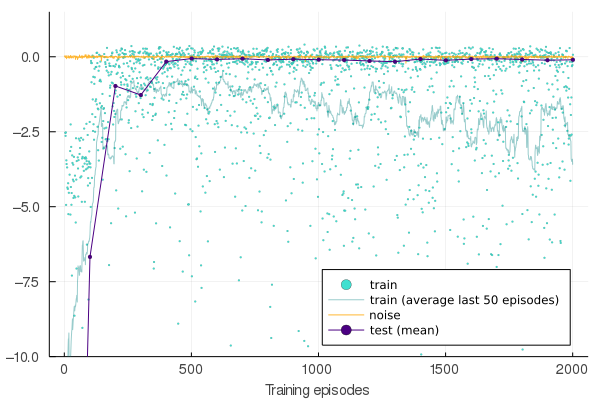 0.0
−2.5
−5.0
−7.5
−10.0
train
train (average last 50 episodes)
noise
test (mean)
0 500 1000 1500 2000
Training episodes